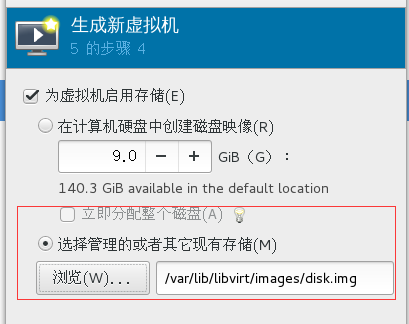 生成新虚拟机
5 的步骤 4
为虚拟机启用存储(E)
在计算机硬盘中创建磁盘映像(R)
9.0 − + GiB（G）：
140.3 GiB available in the default location
立即分配整个磁盘(A)
选择管理的或者其它现有存储(M)
浏览(W)... /var/lib/libvirt/images/disk.img